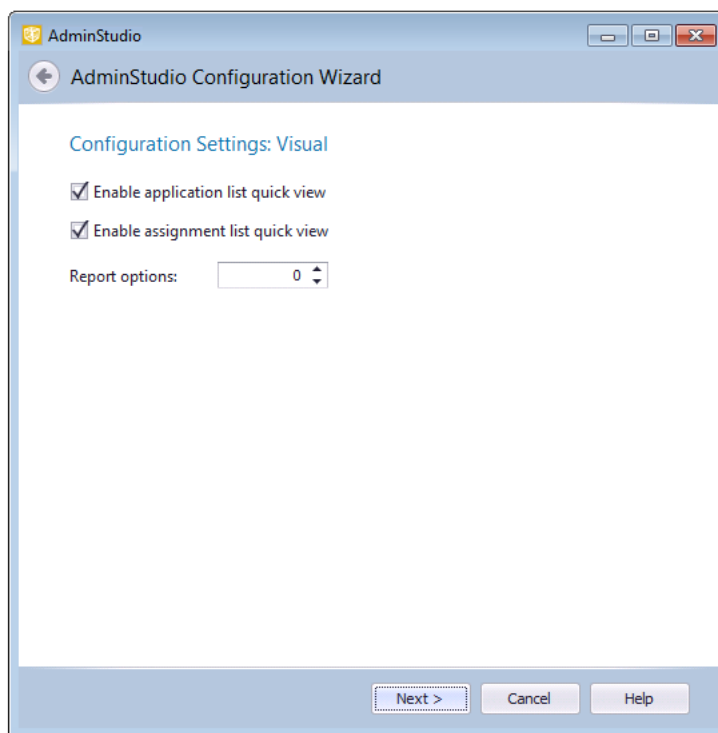 AdminStudio
AdminStudio Configuration Wizard
Configuration Settings: Visual
Enable application list quick view
Enable assignment list quick view
Report options: 0
Next > Cancel Help